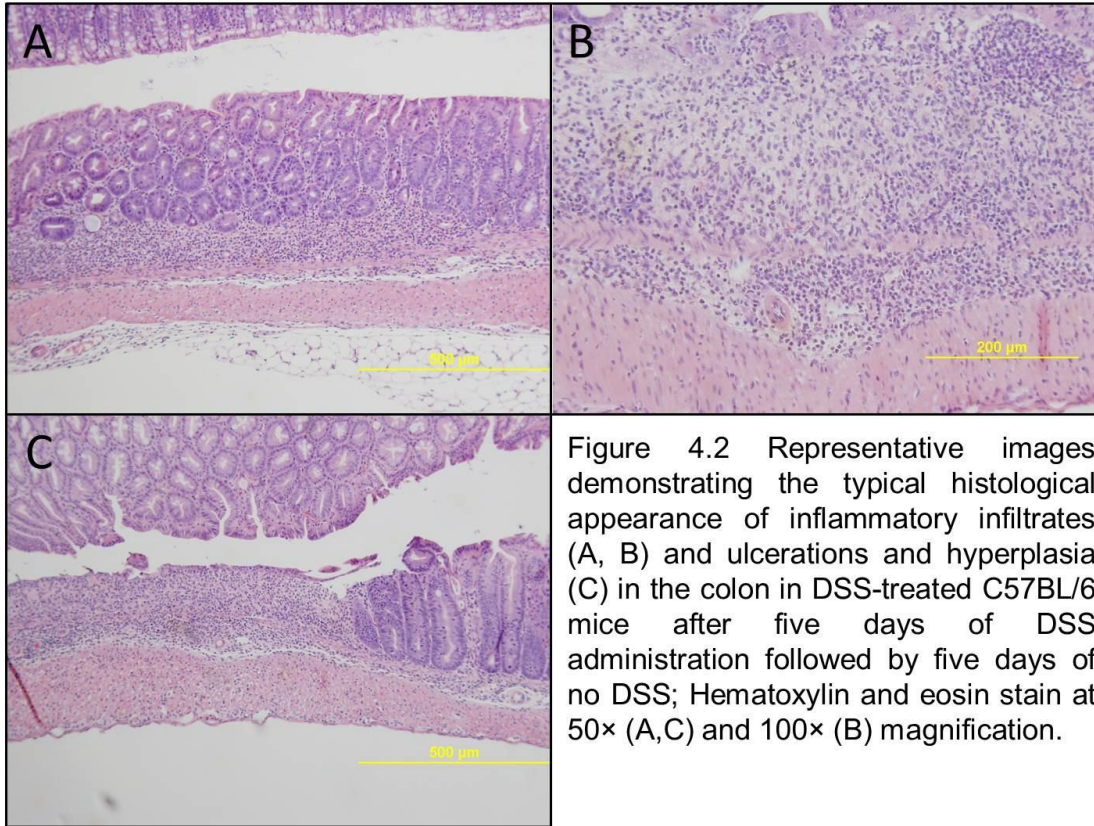 A
500 µm
B
200 µm
C
500 µm
Figure 4.2 Representative images
demonstrating the typical histological
appearance of inflammatory infiltrates
(A, B) and ulcerations and hyperplasia
(C) in the colon in DSS-treated C57BL/6
mice after five days of DSS
administration followed by five days of
no DSS; Hematoxylin and eosin stain at
50× (A,C) and 100× (B) magnification.